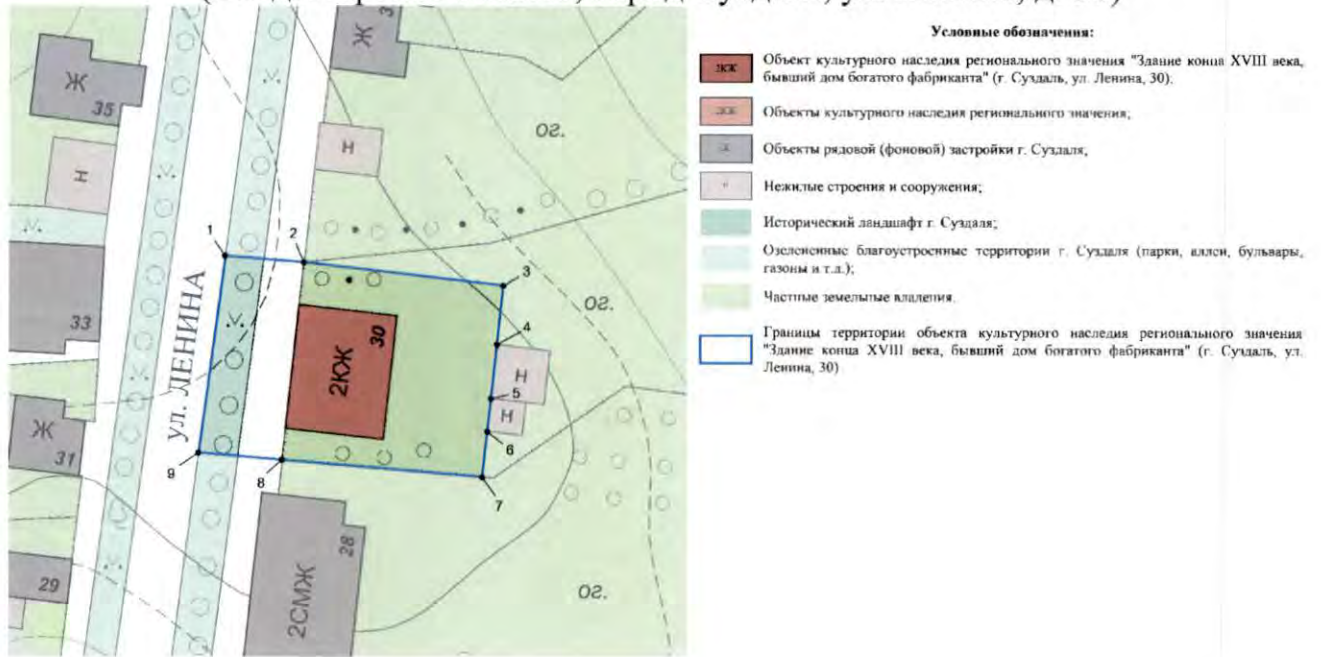 Ж
35
Н
33
Ж
31
29
Ж
Н
ог.
ог.
ог.
ул. ЛЕНИНА
1
2
3
4
5
6
7
8
9
2КЖ
30
Н
Н
2СМЖ
28
Условные обозначения:
2КЖ
Объект культурного наследия регионального значения "Здание конца XVIII века,
бывший дом богатого фабриканта" (г. Суздаль, ул. Ленина, 30);
Объекты культурного наследия регионального значения;
Объекты рядовой (фоновой) застройки г. Суздаля;
Нежилые строения и сооружения;
Исторический ландшафт г. Суздаля;
Озелененные благоустроенные территории г. Суздаля (парки, аллеи, бульвары,
газоны и т.д.);
Частные земельные владения.
Границы территории объекта культурного наследия регионального значения
"Здание конца XVIII века, бывший дом богатого фабриканта" (г. Суздаль, ул.
Ленина, 30)